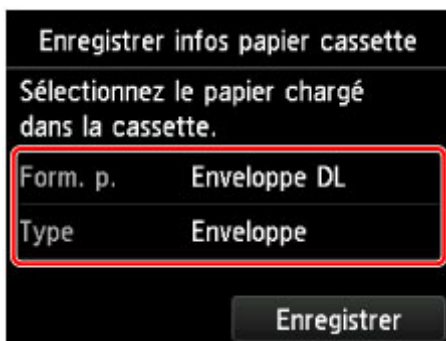 Enregistrer infos papier cassette
Sélectionnez le papier chargé
dans la cassette.
Form. p. Enveloppe DL
Type Enveloppe
Enregistrer